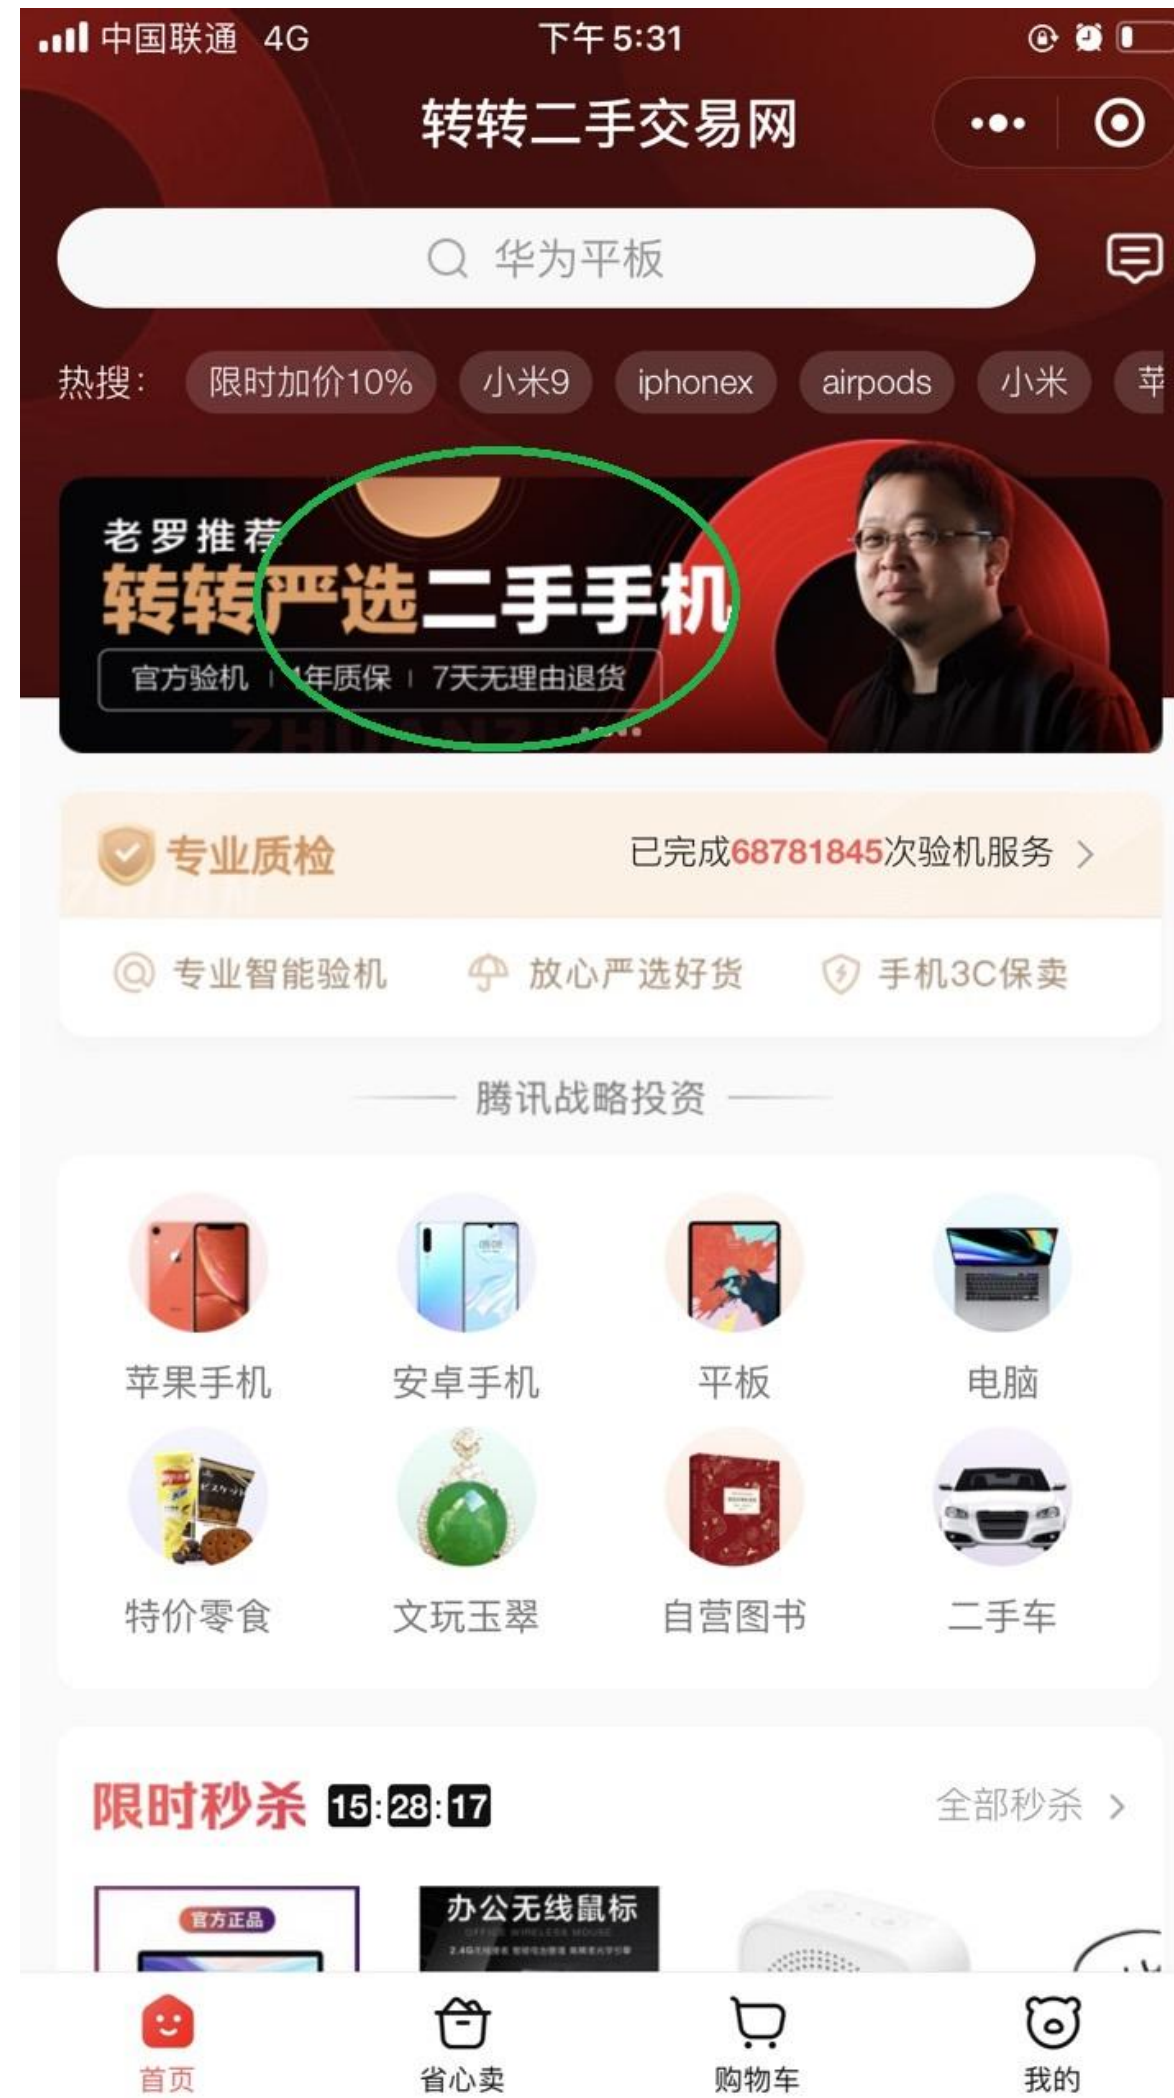 中国联通 4G 下午5:31
转转二手交易网
华为平板
热搜： 限时加价10% 小米9 iphonex airpods 小米 苹
老罗推荐
转转严选二手手机
官方验机 1年质保 7天无理由退货
专业质检 已完成68781845次验机服务
专业智能验机 放心严选好货 手机3C保卖
腾讯战略投资
苹果手机 安卓手机 平板 电脑
特价零食 文玩玉翠 自营图书 二手车
限时秒杀 15:28:17 全部秒杀
官方正品 办公无线鼠标
OFFICE WIRELESS MOUSE
首页 省心卖 购物车 我的